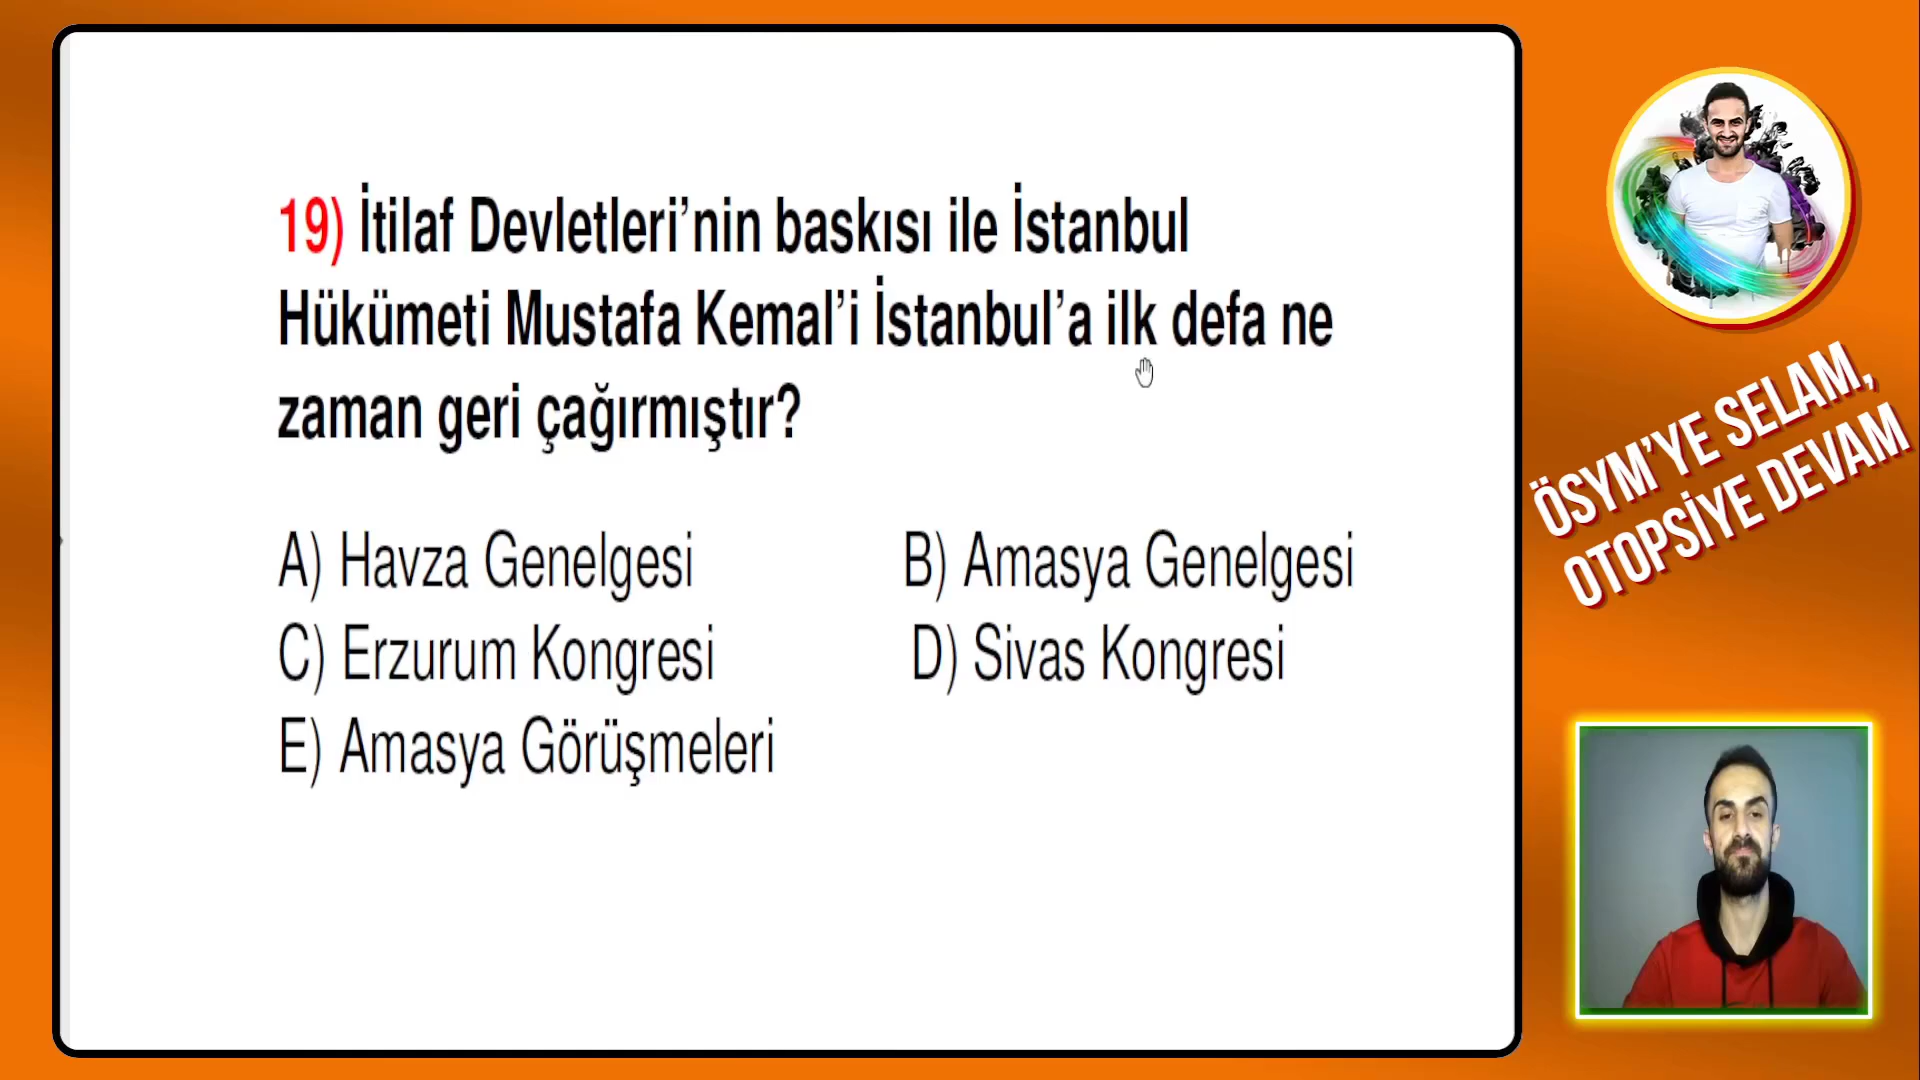 19) İtilaf Devletleri’nin baskısı ile İstanbul
Hükümeti Mustafa Kemal’i İstanbul’a ilk defa ne
zaman geri çağırmıştır?
A) Havza Genelgesi B) Amasya Genelgesi
C) Erzurum Kongresi D) Sivas Kongresi
E) Amasya Görüşmeleri
ÖSYM’YE SELAM,
OTOPSİYE DEVAM